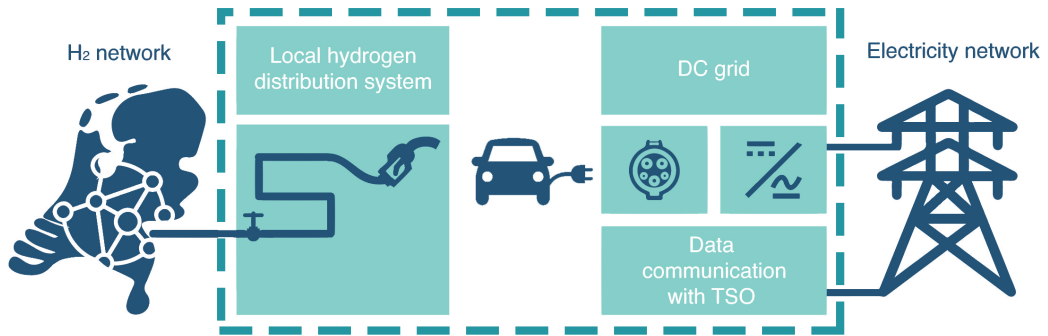 H₂ network
Local hydrogen
distribution system
DC grid
Electricity network
Data
communication
with TSO